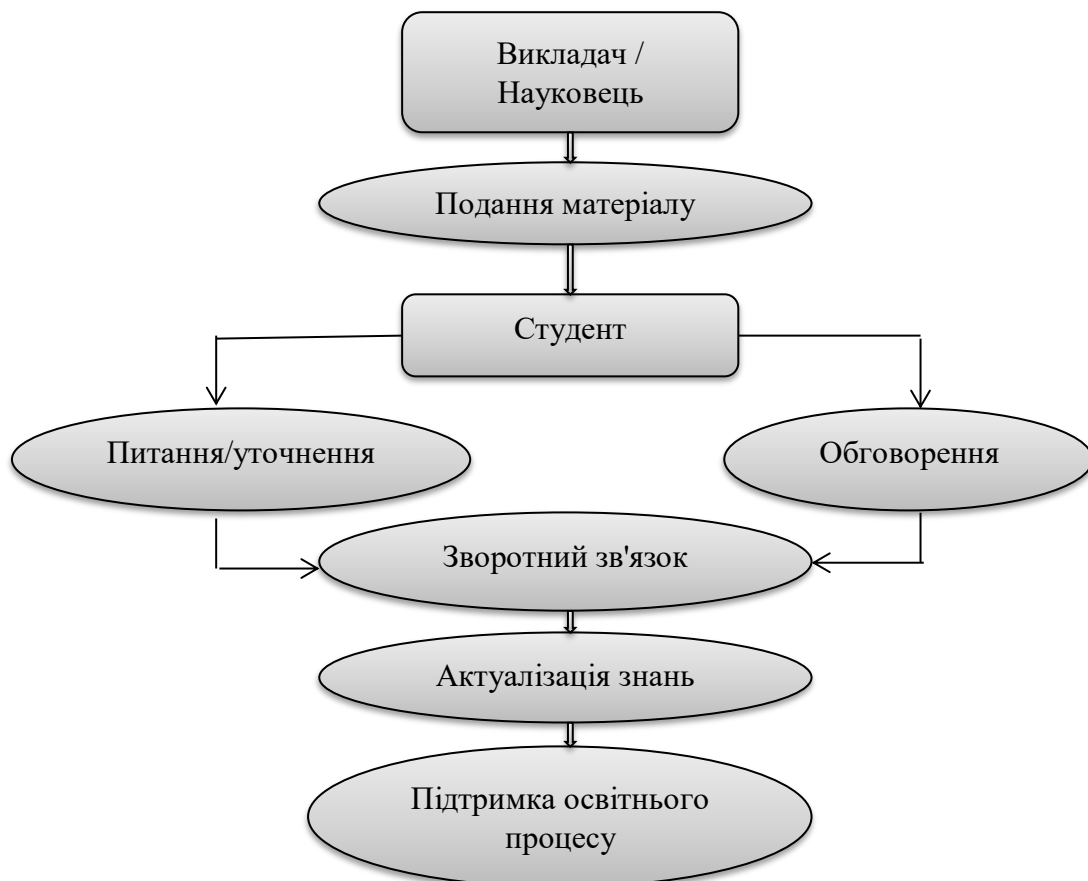 Викладач /
Науковець
Подання матеріалу
Студент
Питання/уточнення
Обговорення
Зворотний зв'язок
Актуалізація знань
Підтримка освітнього
процесу